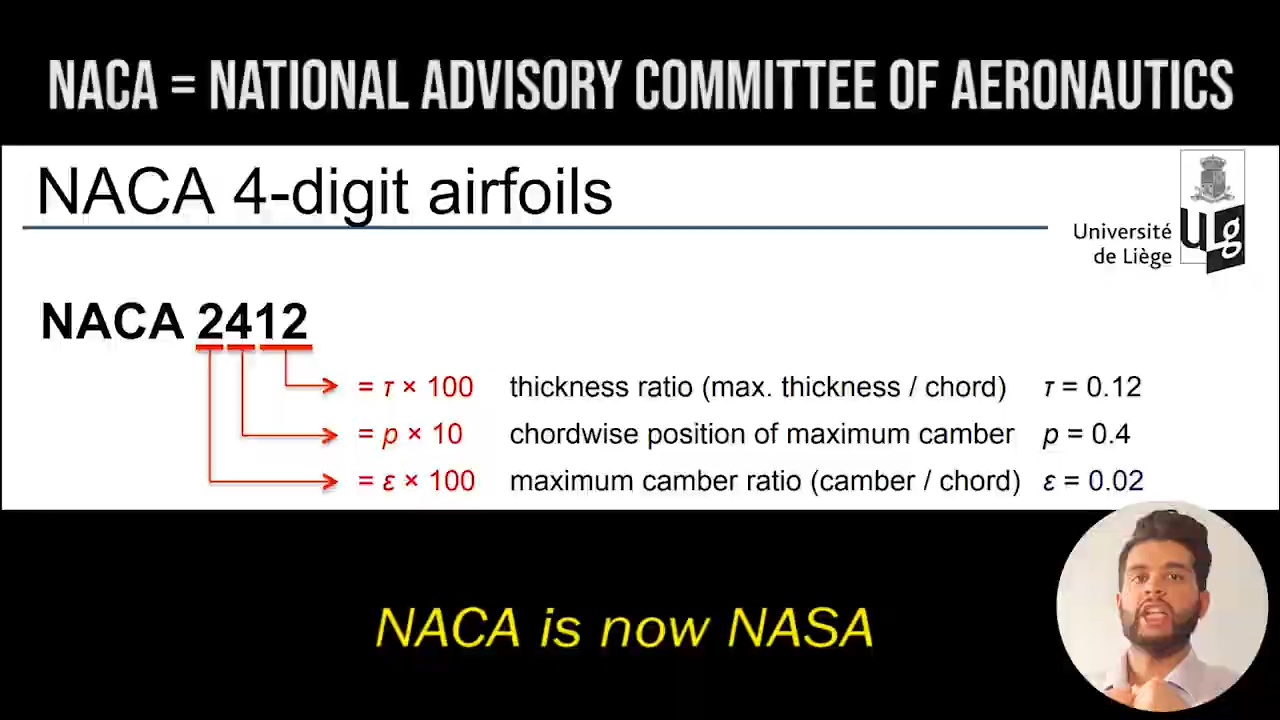 NACA = NATIONAL ADVISORY COMMITTEE OF AERONAUTICS
NACA 4-digit airfoils
Université
de Liège
ULg
NACA 2412
= τ × 100 thickness ratio (max. thickness / chord) τ = 0.12
= p × 10 chordwise position of maximum camber p = 0.4
= ε × 100 maximum camber ratio (camber / chord) ε = 0.02
NACA is now NASA